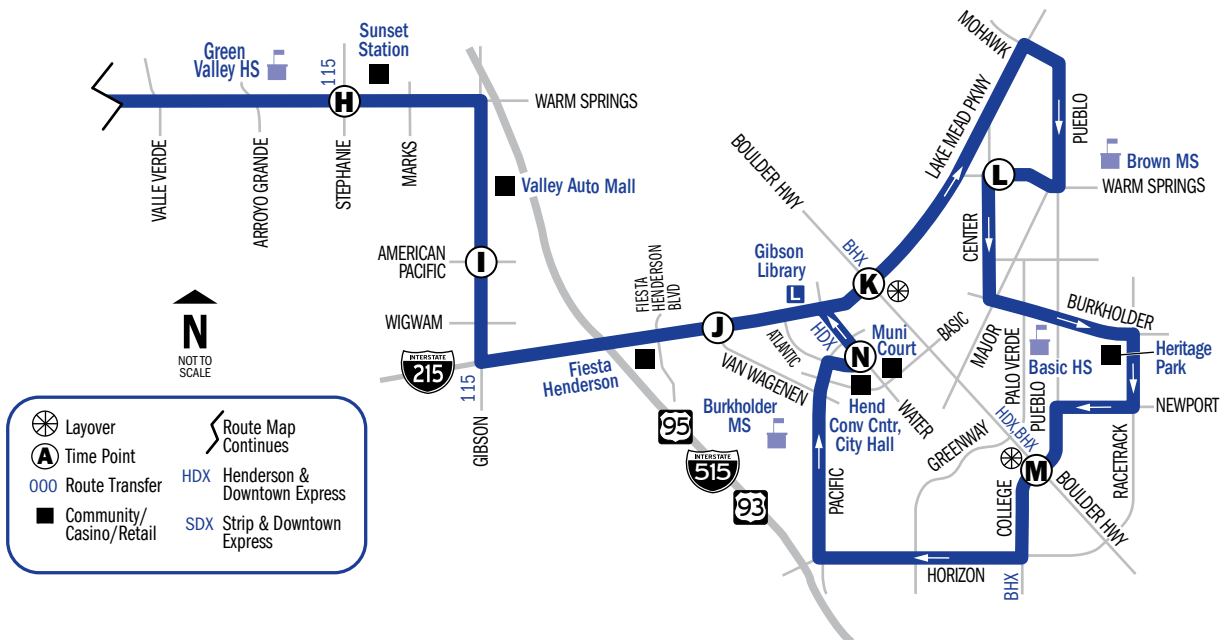 MOHAWK
Sunset
Station
Green
Valley HS
115
H
WARM SPRINGS
LAKE MEAD PKWY
PUEBLO
BOULDER HWY
Brown MS
L
WARM SPRINGS
VALLE VERDE
ARROYO GRANDE
STEPHANIE
MARKS
Valley Auto Mall
CENTER
AMERICAN
PACIFIC
I
BHX
Gibson
Library
L
K
FIESTA
HENDERSON
BLVD
N
NOT TO
SCALE
WIGWAM
J
HDX
Muni
Court
BASIC
BURKHOLDER
MAJOR
PALO VERDE
Basic HS
Heritage
Park
INTERSTATE
215
115
Fiesta
Henderson
ATLANTIC
VAN WAGENEN
N
PUEBLO
NEWPORT
GIBSON
Burkholder
MS
Hend
Conv Cntr,
City Hall
WATER
HDX,BHX
95
INTERSTATE
515
93
GREENWAY
M
RACETRACK
PACIFIC
COLLEGE
BOULDER HWY
HORIZON
BHX
Layover
A Time Point
000 Route Transfer
Community/
Casino/Retail
Route Map
Continues
HDX Henderson &
Downtown Express
SDX Strip & Downtown
Express